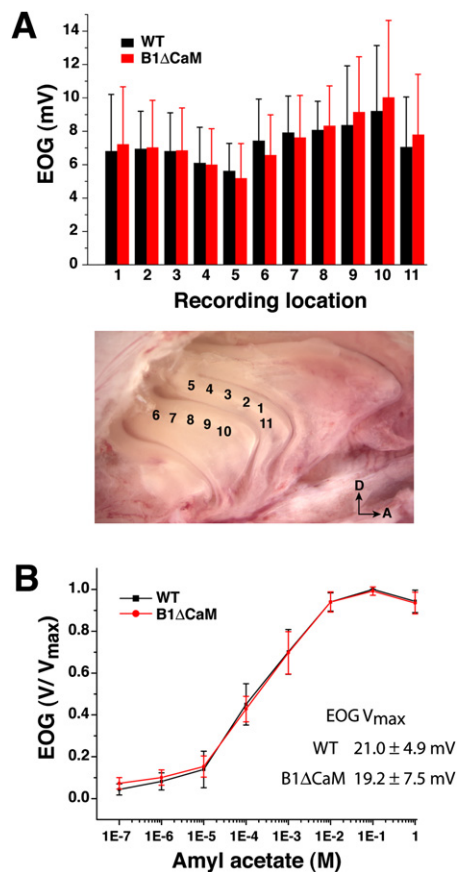 A
WT
B1ΔCaM
EOG (mV)
14
12
10
8
6
4
2
0
1 2 3 4 5 6 7 8 9 10 11
Recording location
5 4 3 2 1
6 7 8 9 10 11
D
A
B
WT
B1ΔCaM
EOG (V/ Vmax)
1.0
0.8
0.6
0.4
0.2
0.0
EOG Vmax
WT 21.0 ± 4.9 mV
B1ΔCaM 19.2 ± 7.5 mV
1E-7 1E-6 1E-5 1E-4 1E-3 1E-2 1E-1 1
Amyl acetate (M)